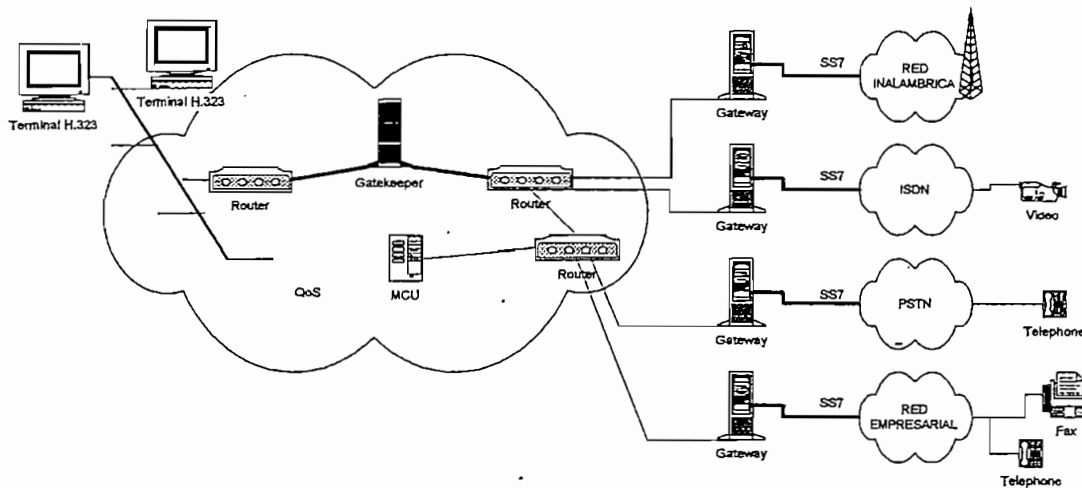 Terminal H.323
Terminal H.323
Gatekeeper
Router
Router
Router
QoS
MCU
Gateway
SS7
RED
INALAMBRICA
Gateway
SS7
ISDN
Video
Gateway
SS7
PSTN
Telephone
Gateway
SS7
RED
EMPRESARIAL
Fax
Telephone